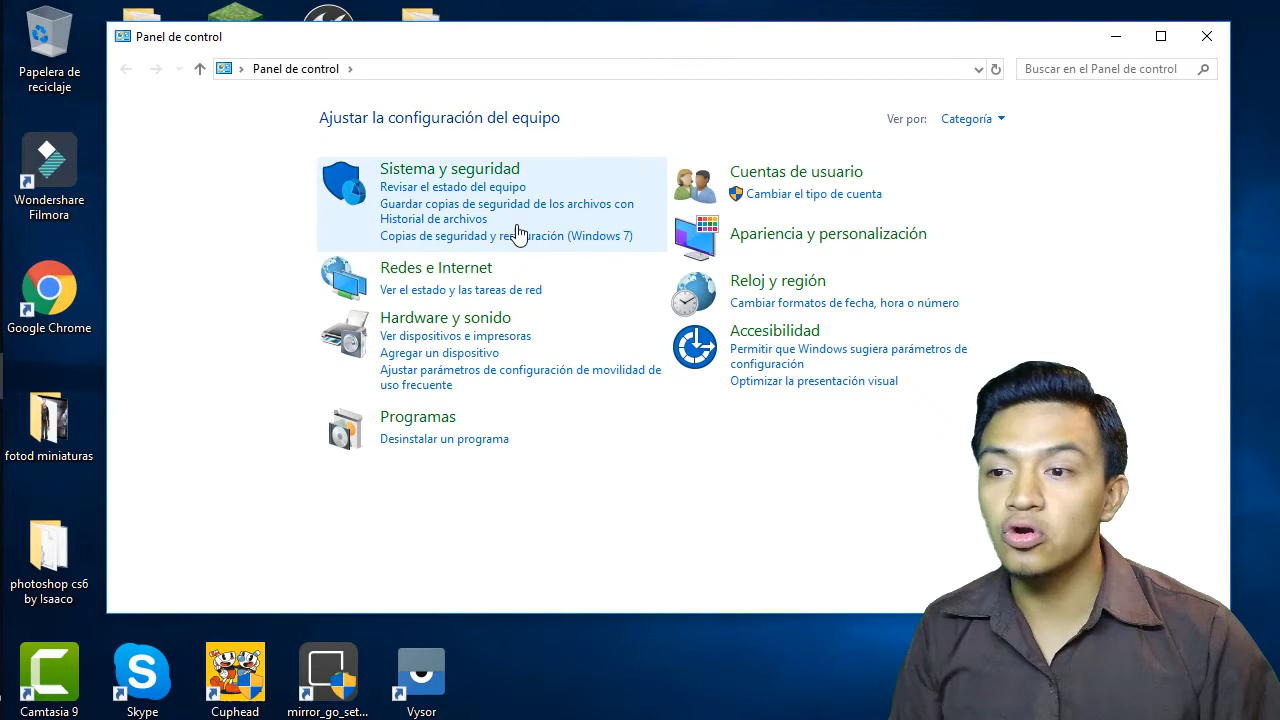 Panel de control
Panel de control
Buscar en el Panel de control
Ajustar la configuración del equipo
Ver por:
Categoría
Sistema y seguridad
Revisar el estado del equipo
Guardar copias de seguridad de los archivos con
Historial de archivos
Copias de seguridad y restauración (Windows 7)
Redes e Internet
Ver el estado y las tareas de red
Hardware y sonido
Ver dispositivos e impresoras
Agregar un dispositivo
Ajustar parámetros de configuración de movilidad de
uso frecuente
Programas
Desinstalar un programa
Cuentas de usuario
Cambiar el tipo de cuenta
Apariencia y personalización
Reloj y región
Cambiar formatos de fecha, hora o número
Accesibilidad
Permitir que Windows sugiera parámetros de
configuración
Optimizar la presentación visual
Papelera de
reciclaje
Wondershare
Filmora
Google Chrome
fotod miniaturas
photoshop cs6
by Isaaco
Camtasia 9
Skype
Cuphead
mirror_go_set...
Vysor